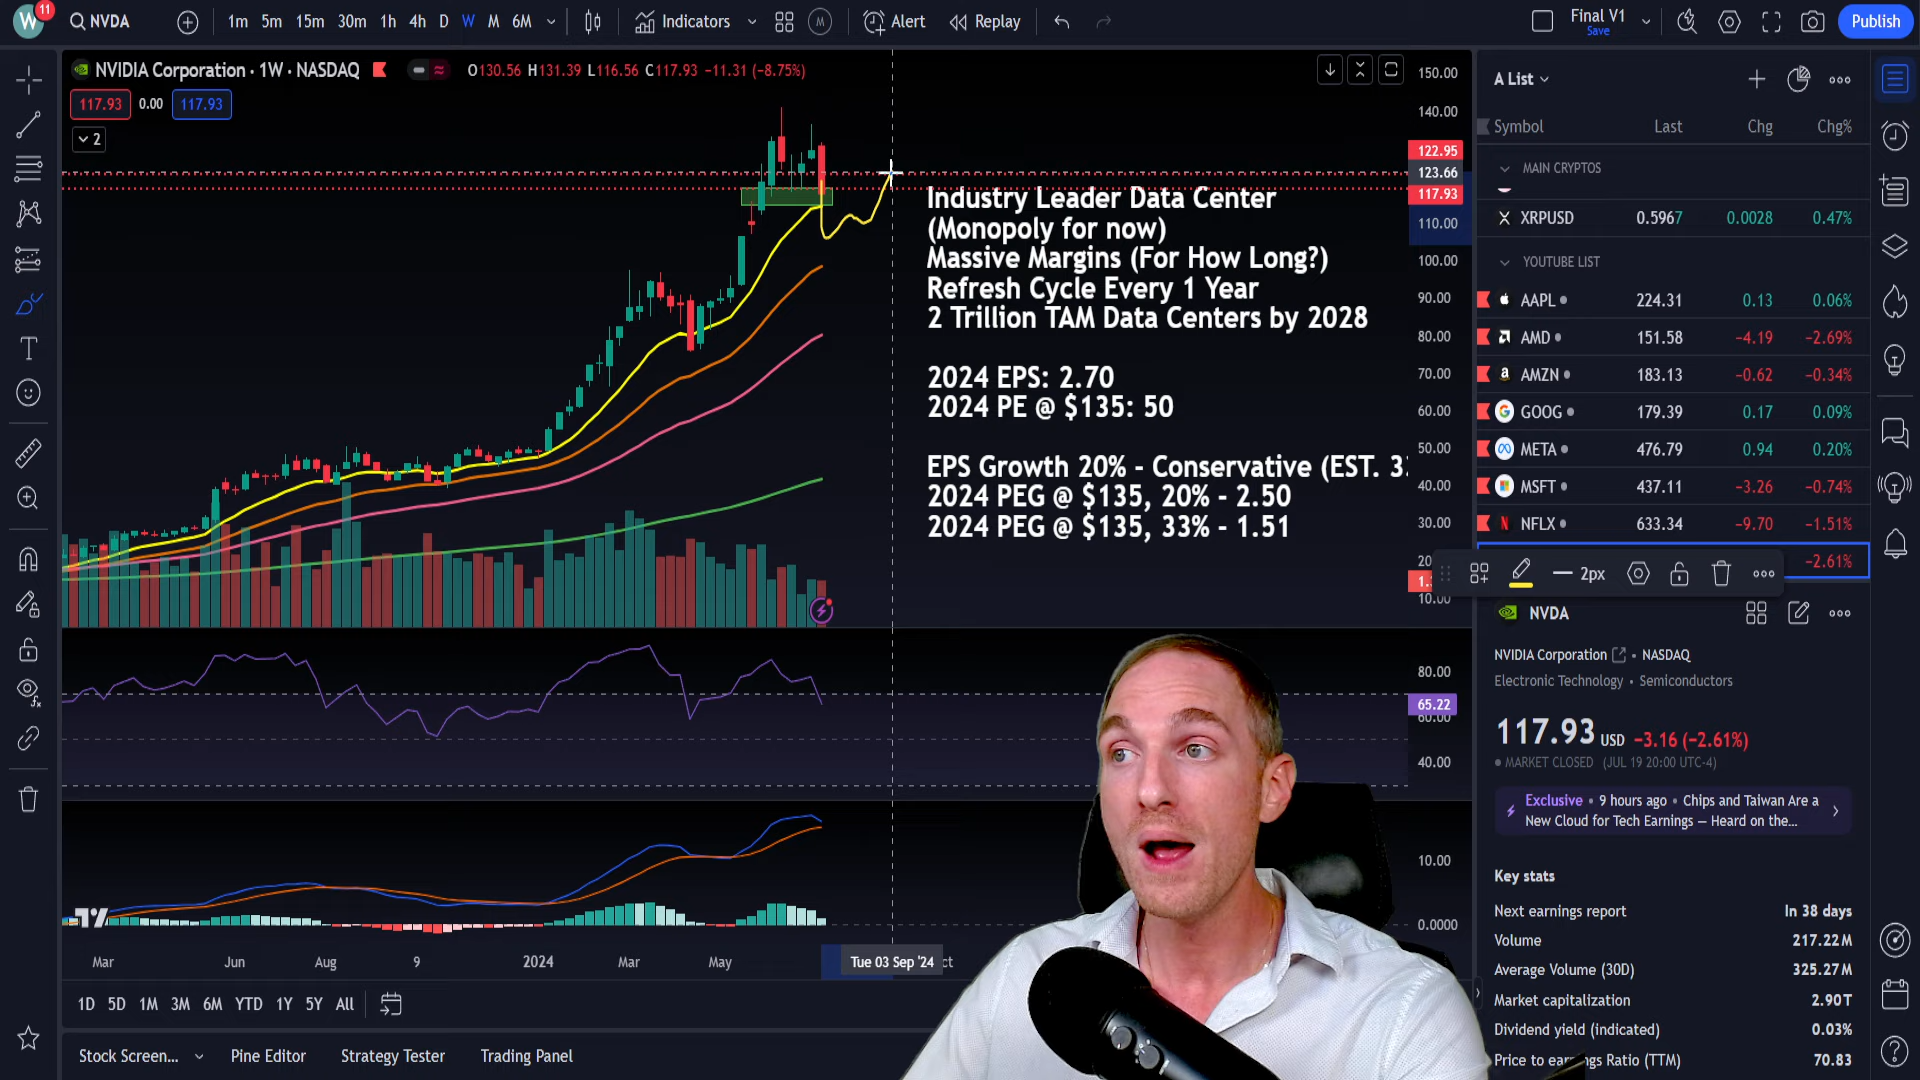 W
11
NVDA
1m 5m 15m 30m 1h 4h D W M 6M
Indicators
M
Alert
Replay
Final V1
Save
Publish
NVIDIA Corporation · 1W · NASDAQ
O130.56 H131.39 L116.56 C117.93 −11.31 (−8.75%)
117.93 0.00 117.93
2
150.00
140.00
122.95
123.66
117.93
110.00
100.00
90.00
80.00
70.00
60.00
50.00
40.00
30.00
10.00
Industry Leader Data Center
(Monopoly for now)
Massive Margins (For How Long?)
Refresh Cycle Every 1 Year
2 Trillion TAM Data Centers by 2028
2024 EPS: 2.70
2024 PE @ $135: 50
EPS Growth 20% - Conservative (EST.
2024 PEG @ $135, 20% - 2.50
2024 PEG @ $135, 33% - 1.51
80.00
65.22
60.00
40.00
10.00
0.0000
Mar Jun Aug 9 2024 Mar May Tue 03 Sep '24
1D 5D 1M 3M 6M YTD 1Y 5Y All
Stock Screen... Pine Editor Strategy Tester Trading Panel
A List
Symbol Last Chg Chg%
MAIN CRYPTOS
XRPUSD 0.5967 0.0028 0.47%
YOUTUBE LIST
AAPL 224.31 0.13 0.06%
AMD 151.58 −4.19 −2.69%
AMZN 183.13 −0.62 −0.34%
GOOG 179.39 0.17 0.09%
META 476.79 0.94 0.20%
MSFT 437.11 −3.26 −0.74%
NFLX 633.34 −9.70 −1.51%
−2.61%
2px
NVDA
NVIDIA Corporation • NASDAQ
Electronic Technology • Semiconductors
117.93 USD −3.16 (−2.61%)
MARKET CLOSED (JUL 19 20:00 UTC-4)
Exclusive • 9 hours ago • Chips and Taiwan Are a
New Cloud for Tech Earnings — Heard on the...
Key stats
Next earnings report In 38 days
Volume 217.22M
Average Volume (30D) 325.27M
Market capitalization 2.90T
Dividend yield (indicated) 0.03%
Price to earnings Ratio (TTM) 70.83